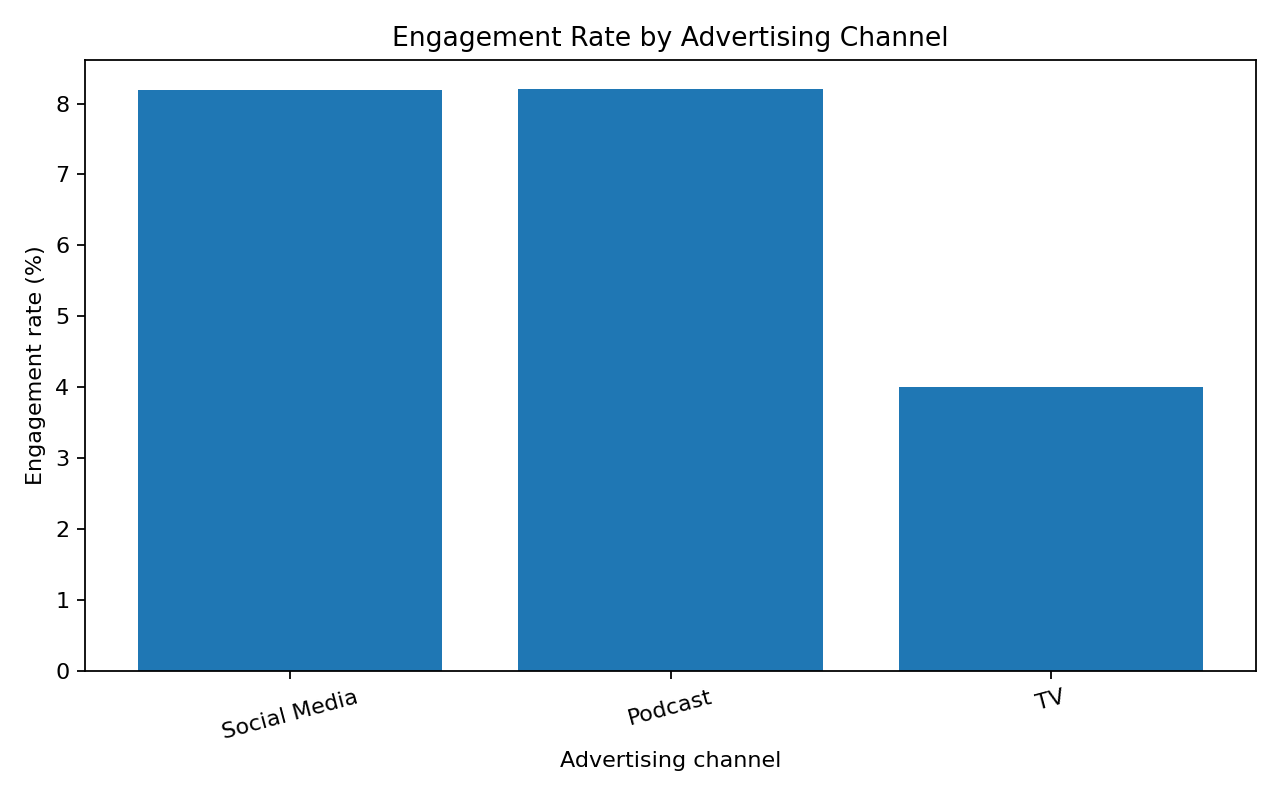 Engagement Rate by Advertising Channel
Engagement rate (%)
8
7
6
5
4
3
2
1
0
Social Media
Podcast
TV
Advertising channel